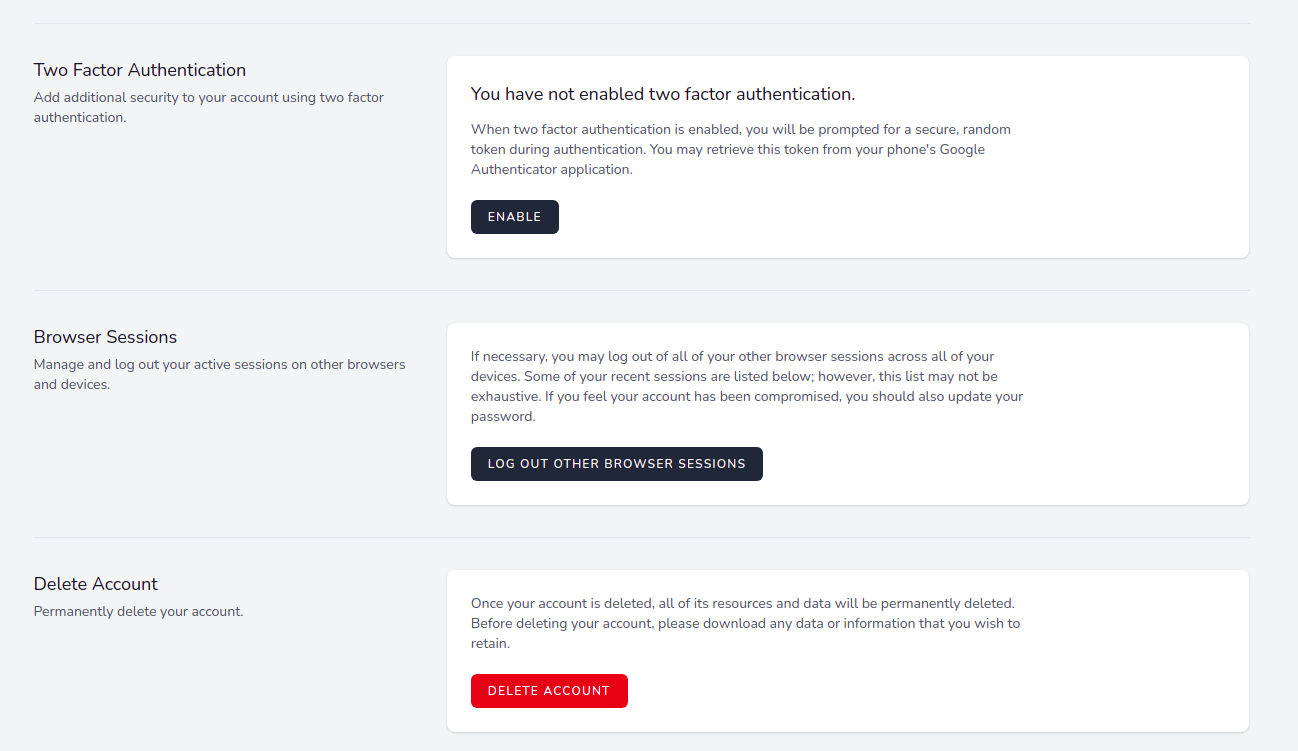 Two Factor Authentication
Add additional security to your account using two factor
authentication.
You have not enabled two factor authentication.
When two factor authentication is enabled, you will be prompted for a secure, random
token during authentication. You may retrieve this token from your phone's Google
Authenticator application.
ENABLE
Browser Sessions
Manage and log out your active sessions on other browsers
and devices.
If necessary, you may log out of all of your other browser sessions across all of your
devices. Some of your recent sessions are listed below; however, this list may not be
exhaustive. If you feel your account has been compromised, you should also update your
password.
LOG OUT OTHER BROWSER SESSIONS
Delete Account
Permanently delete your account.
Once your account is deleted, all of its resources and data will be permanently deleted.
Before deleting your account, please download any data or information that you wish to
retain.
DELETE ACCOUNT